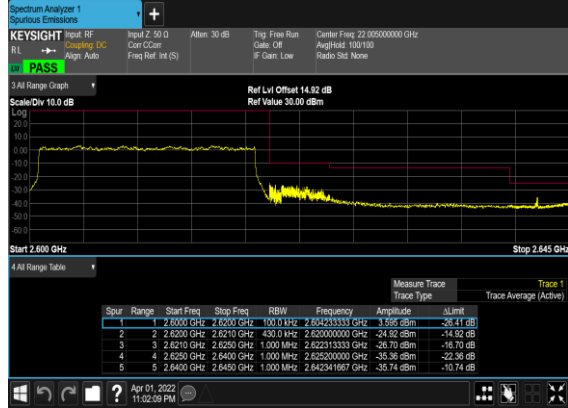 Spectrum Analyzer 1
Spurious Emissions
+
KEYSIGHT Input: RF Input Z: 50 Ω Atten: 30 dB Trig: Free Run Center Freq: 22.005000000 GHz
RL Coupling: DC Corr CCorr Gate: Off Avg|Hold: 100/100
Align: Auto Freq Ref: Int (S) IF Gain: Low Radio Std: None
PASS
3 All Range Graph
Ref Lvl Offset 14.92 dB
Scale/Div 10.0 dB Ref Value 30.00 dBm
Log
20.0
10.0
0.00
-10.0
-20.0
-30.0
-40.0
-50.0
-60.0
Start 2.600 GHz Stop 2.645 GHz
4 All Range Table
Measure Trace Trace 1
Trace Type Trace Average (Active)
Spur Range Start Freq Stop Freq RBW Frequency Amplitude ΔLimit
1 1 2.6000 GHz 2.6200 GHz 100.0 kHz 2.604233333 GHz 3.595 dBm -26.41 dB
2 2 2.6200 GHz 2.6210 GHz 430.0 kHz 2.620000000 GHz -24.92 dBm -14.92 dB
3 3 2.6210 GHz 2.6250 GHz 1.000 MHz 2.622313333 GHz -26.70 dBm -16.70 dB
4 4 2.6250 GHz 2.6400 GHz 1.000 MHz 2.625200000 GHz -35.36 dBm -22.36 dB
5 5 2.6400 GHz 2.6450 GHz 1.000 MHz 2.642341667 GHz -35.74 dBm -10.74 dB
? Apr 01, 2022
11:02:09 PM